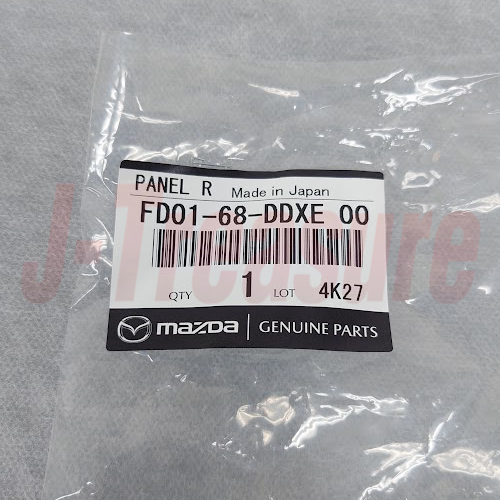 PANEL R Made in Japan
FD01-68-DDXE 00
QTY 1 LOT 4K27
mazda GENUINE PARTS
J-Treasure